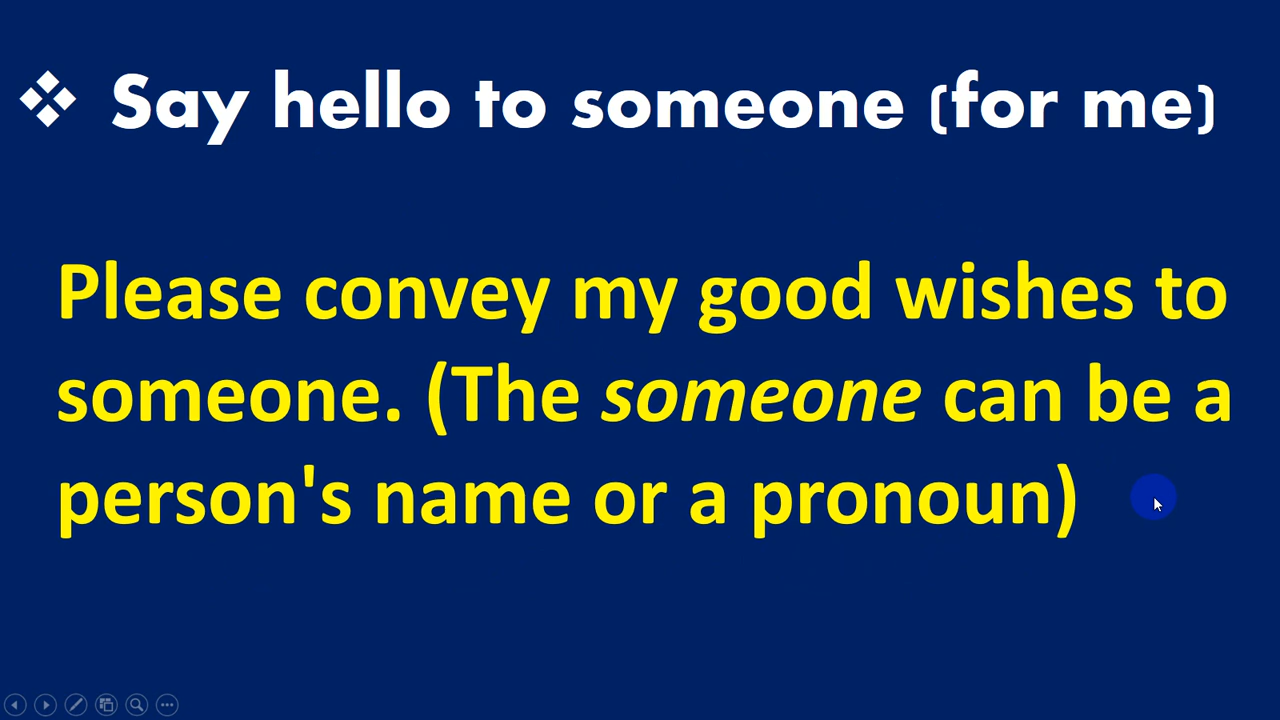 Say hello to someone (for me)
Please convey my good wishes to
someone. (The someone can be a
person's name or a pronoun)